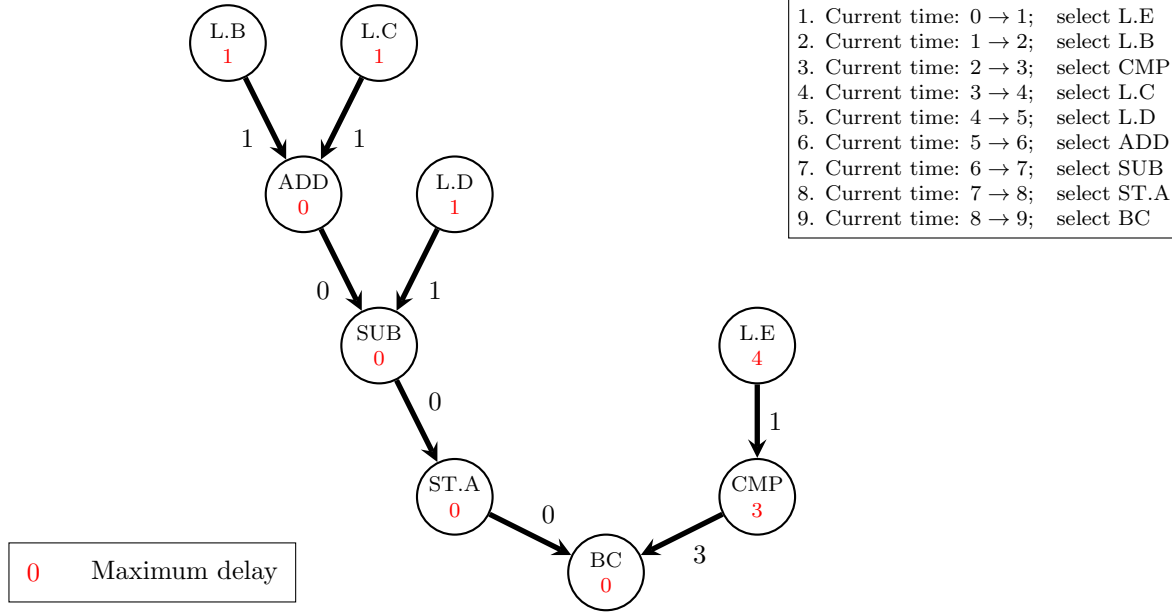 L.B
1
L.C
1
1. Current time: 0 → 1; select L.E
2. Current time: 1 → 2; select L.B
3. Current time: 2 → 3; select CMP
4. Current time: 3 → 4; select L.C
5. Current time: 4 → 5; select L.D
6. Current time: 5 → 6; select ADD
7. Current time: 6 → 7; select SUB
8. Current time: 7 → 8; select ST.A
9. Current time: 8 → 9; select BC
1
1
ADD
0
L.D
1
0
1
SUB
0
L.E
4
0
1
ST.A
0
CMP
3
0
3
BC
0
0 Maximum delay